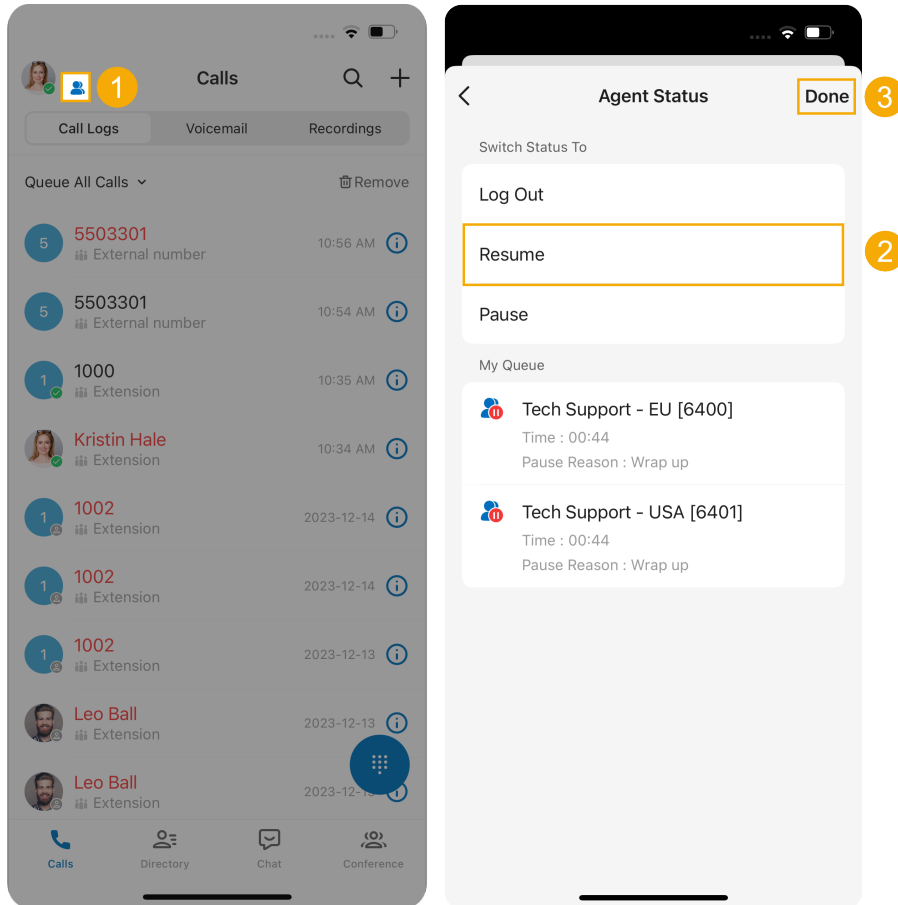 1
Calls
Call Logs
Voicemail
Recordings
Queue All Calls
Remove
5
5503301
External number
10:56 AM
5
5503301
External number
10:54 AM
1
1000
Extension
10:35 AM
Kristin Hale
Extension
10:34 AM
1
1002
Extension
2023-12-14
1
1002
Extension
2023-12-14
1
1002
Extension
2023-12-13
Leo Ball
Extension
2023-12-13
Leo Ball
Extension
2023-12-
Calls
Directory
Chat
Conference
Agent Status
Done
3
Switch Status To
Log Out
Resume
2
Pause
My Queue
Tech Support - EU [6400]
Time : 00:44
Pause Reason : Wrap up
Tech Support - USA [6401]
Time : 00:44
Pause Reason : Wrap up